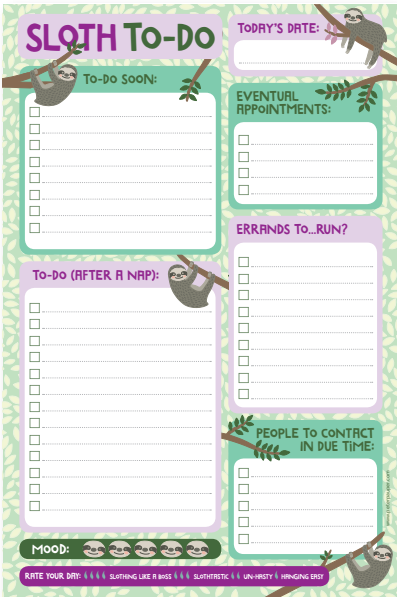 SLOTH TO-DO
TODAY'S DATE:
TO-DO SOON:
EVENTUAL
APPOINTMENTS:
ERRANDS TO...RUN?
TO-DO (AFTER A NAP):
PEOPLE TO CONTACT
IN DUE TIME:
MOOD:
RATE YOUR DAY: SLOTHING LIKE A BOSS SLOTHTASTIC UN-HASTY HANGING EASY